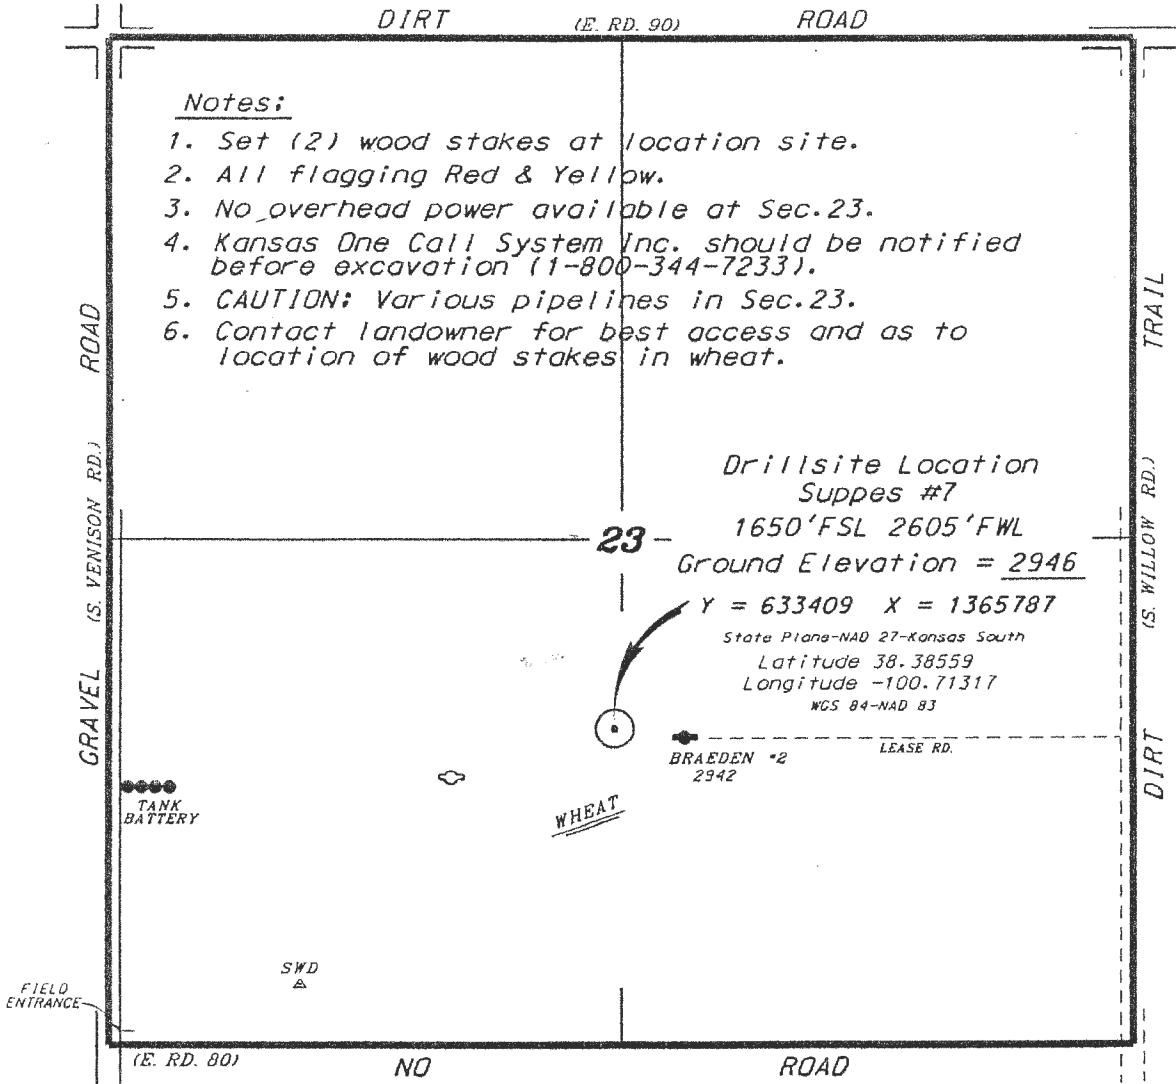 DIRT (E. RD. 90) ROAD
Notes:
1. Set (2) wood stakes at location site.
2. All flagging Red & Yellow.
3. No overhead power available at Sec.23.
4. Kansas One Call System Inc. should be notified
before excavation (1-800-344-7233).
5. CAUTION: Various pipelines in Sec.23.
6. Contact landowner for best access and as to
location of wood stakes in wheat.
GRAVEL (S. VENISON RD.) ROAD
DIRT (S. WILLOW RD.) TRAIL
23
Drillsite Location
Suppes #7
1650'FSL 2605'FWL
Ground Elevation = 2946
Y = 633409 X = 1365787
State Plane-NAD 27-Kansas South
Latitude 38.38559
Longitude -100.71317
WGS 84-NAD 83
LEASE RD.
BRAEDEN #2
2942
TANK
BATTERY
WHEAT
SWD
FIELD
ENTRANCE
(E. RD. 80) NO ROAD